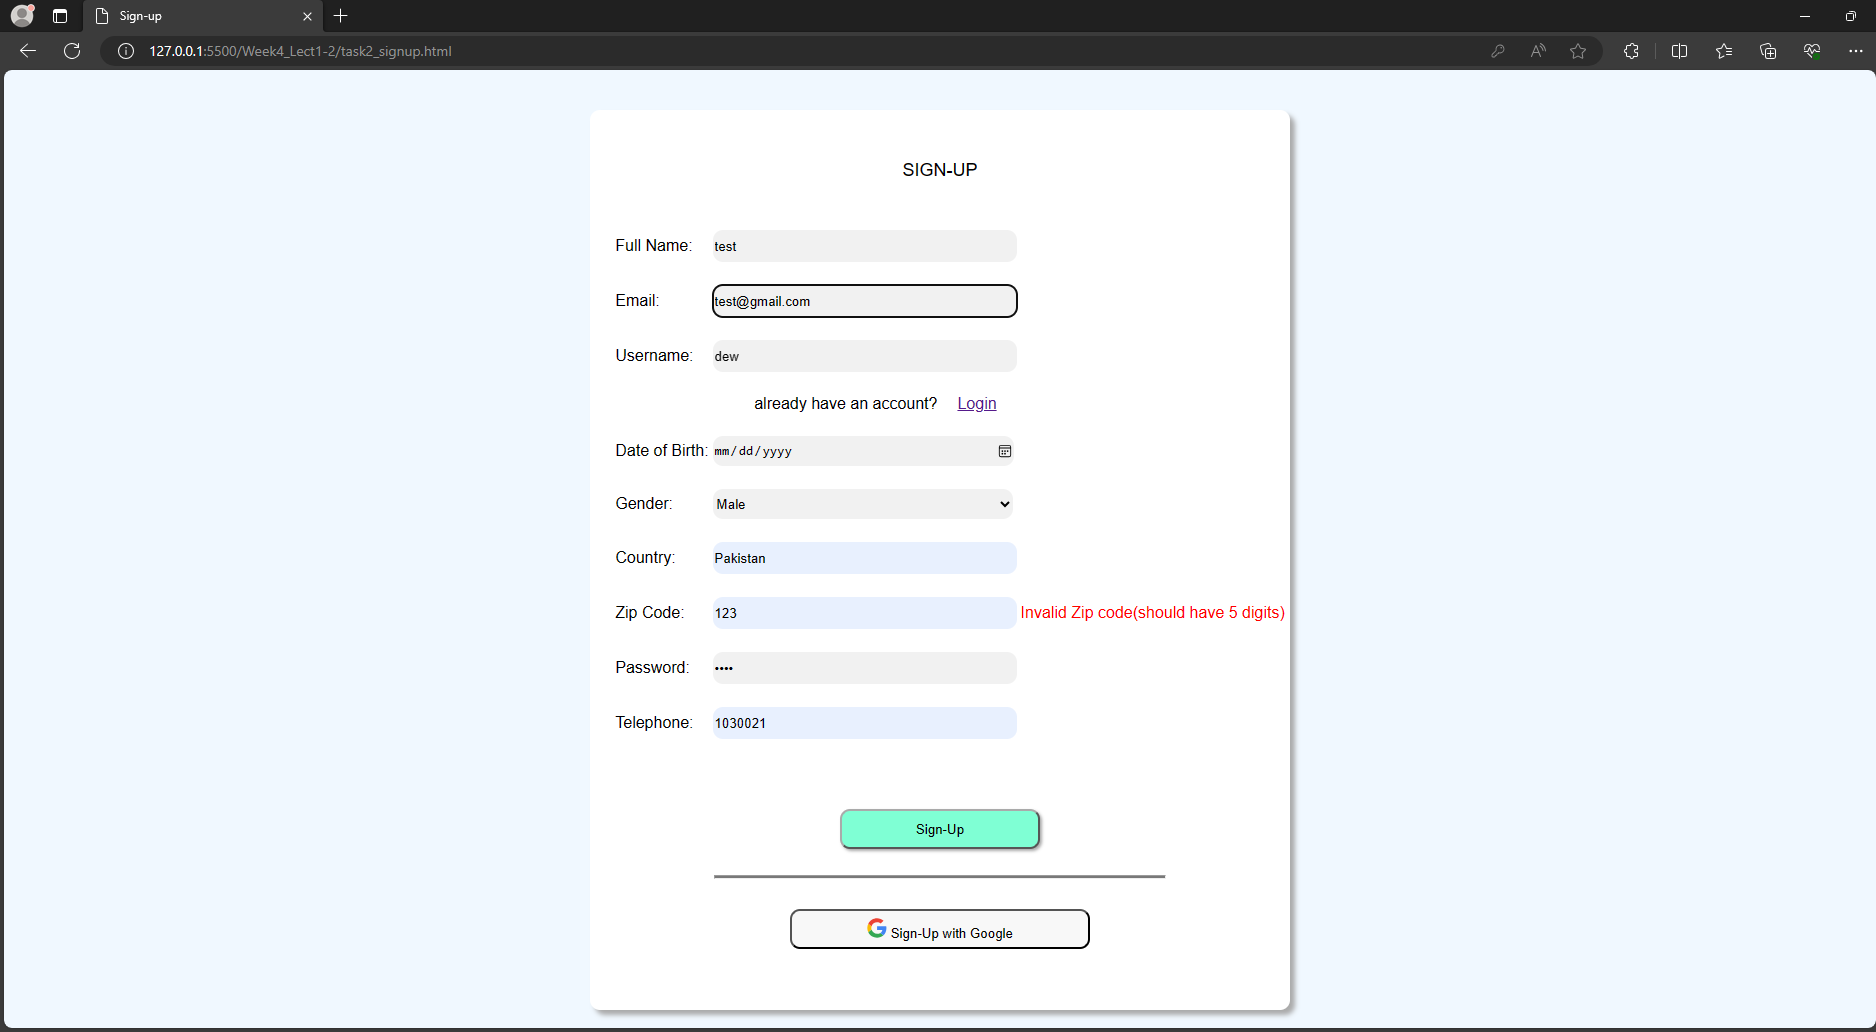 Sign-up
127.0.0.1:5500/Week4_Lect1-2/task2_signup.html
SIGN-UP
Full Name: test
Email: test@gmail.com
Username: dew
already have an account? Login
Date of Birth: mm/dd/yyyy
Gender: Male
Country: Pakistan
Zip Code: 123 Invalid Zip code(should have 5 digits)
Password: ••••
Telephone: 1030021
Sign-Up
Sign-Up with Google